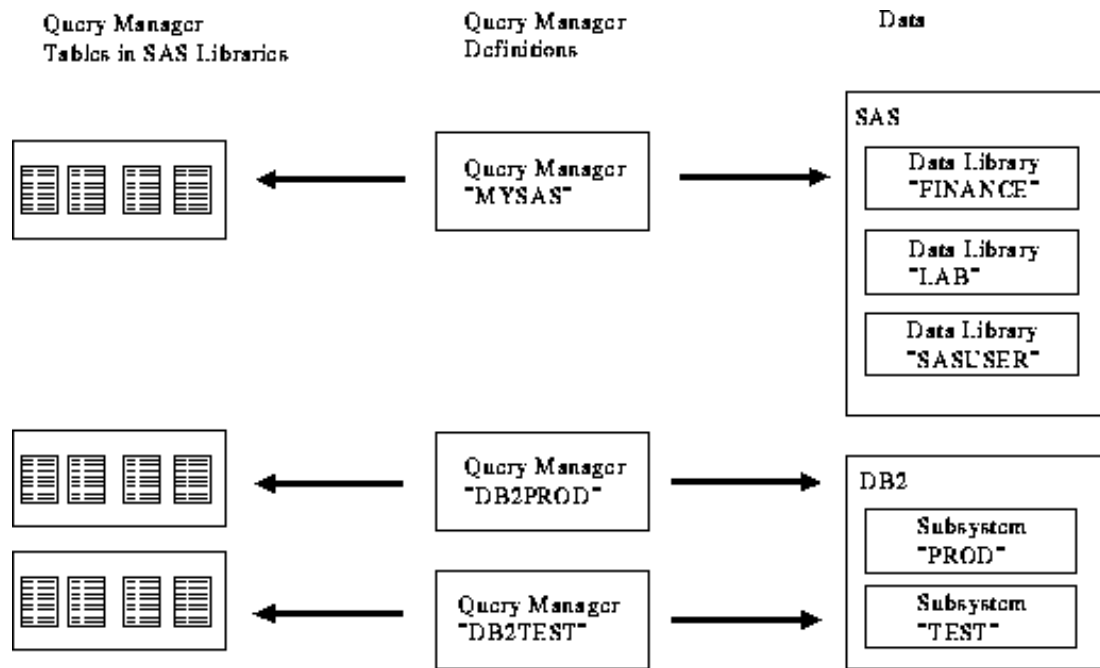 Query Manager
Tables in SAS Libraries
Query Manager
Definitions
Data
Query Manager
"MYSAS"
SAS
Data Library
"FINANCE"
Data Library
"LAB"
Data Library
"SASUSER"
Query Manager
"DB2PROD"
Query Manager
"DB2TEST"
DB2
Subsystem
"PROD"
Subsystem
"TEST"